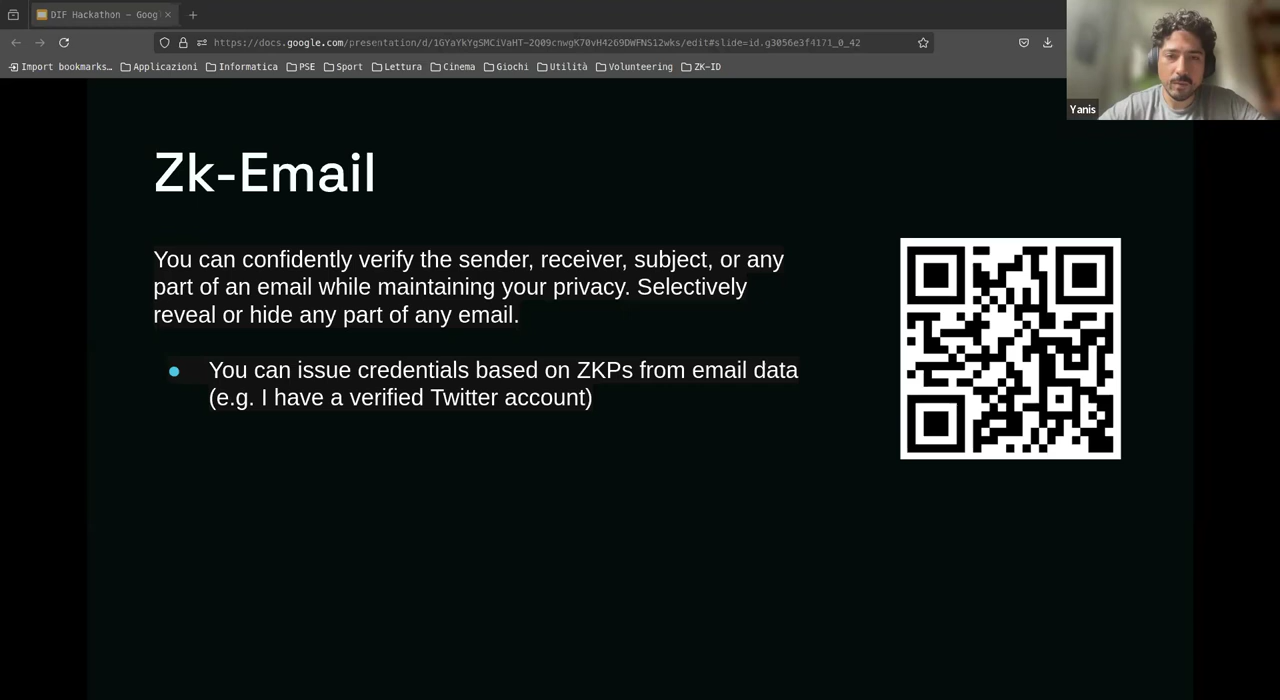 DIF Hackathon – Goog
https://docs.google.com/presentation/d/1GYaYkYgSMCiVaHT-2Q09cnwgK70vH4269DWFNS12wks/edit#slide=id.g3056e3f4171_0_42
Import bookmarks… Applicazioni Informatica PSE Sport Lettura Cinema Giochi Utilità Volunteering ZK-ID
Yanis
Zk-Email
You can confidently verify the sender, receiver, subject, or any
part of an email while maintaining your privacy. Selectively
reveal or hide any part of any email.
You can issue credentials based on ZKPs from email data
(e.g. I have a verified Twitter account)